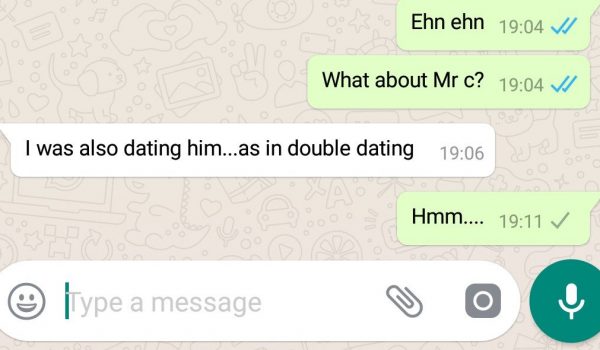 Ehn ehn 19:04
What about Mr c? 19:04
I was also dating him...as in double dating 19:06
Hmm.... 19:11
Type a message